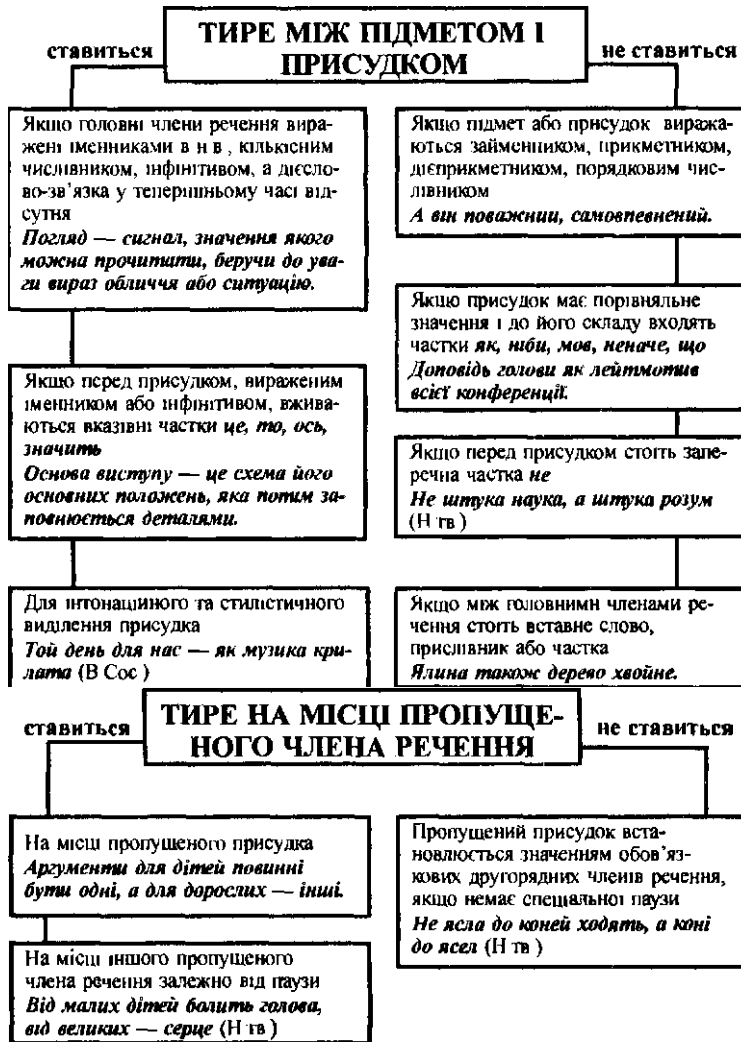 ТИРЕ МІЖ ПІДМЕТОМ І
ПРИСУДКОМ
ставиться
не ставиться
Якщо головні члени речення вира-
жені іменниками в н в , кількісним
числівником, інфінітивом, а дієсло-
во-зв’язка у теперішньому часі від-
сутня
Погляд — сигнал, значення якого
можна прочитати, беручи до ува-
ги вираз обличчя або ситуацію.
Якщо перед присудком, вираженим
іменником або інфінітивом, вжива-
ються вказівні частки це, то, ось,
значить
Основа виступу — це схема його
основних положень, яка потім за-
повнюється деталями.
Для інтонаційного та стилістичного
виділення присудка
Той день для нас — як музика кри-
лата (В Сос )
Якщо підмет або присудок виража-
ються займенником, прикметником,
дієприкметником, порядковим чис-
лівником
А він поважний, самовпевнений.
Якщо присудок має порівняльне
значення і до його складу входять
частки як, ніби, мов, неначе, що
Доповідь голови як лейтмотив
всієї конференції.
Якщо перед присудком стоїть запе-
речна частка не
Не штука наука, а штука розум
(Н тв )
Якщо між головними членами ре-
чення стоїть вставне слово,
прислівник або частка
Ялина також дерево хвойне.
ТИРЕ НА МІСЦІ ПРОПУЩЕ-
НОГО ЧЛЕНА РЕЧЕННЯ
ставиться
не ставиться
На місці пропущеного присудка
Аргументи для дітей повинні
бути одні, а для дорослих — інші.
На місці іншого пропущеного
члена речення залежно від паузи
Від малих дітей болить голова,
від великих — серце (Н тв )
Пропущений присудок вста-
новлюється значенням обов’яз-
кових другорядних членів речення,
якщо немає спеціальної паузи
Не ясла до коней ходять, а коні
до ясел (Н тв )